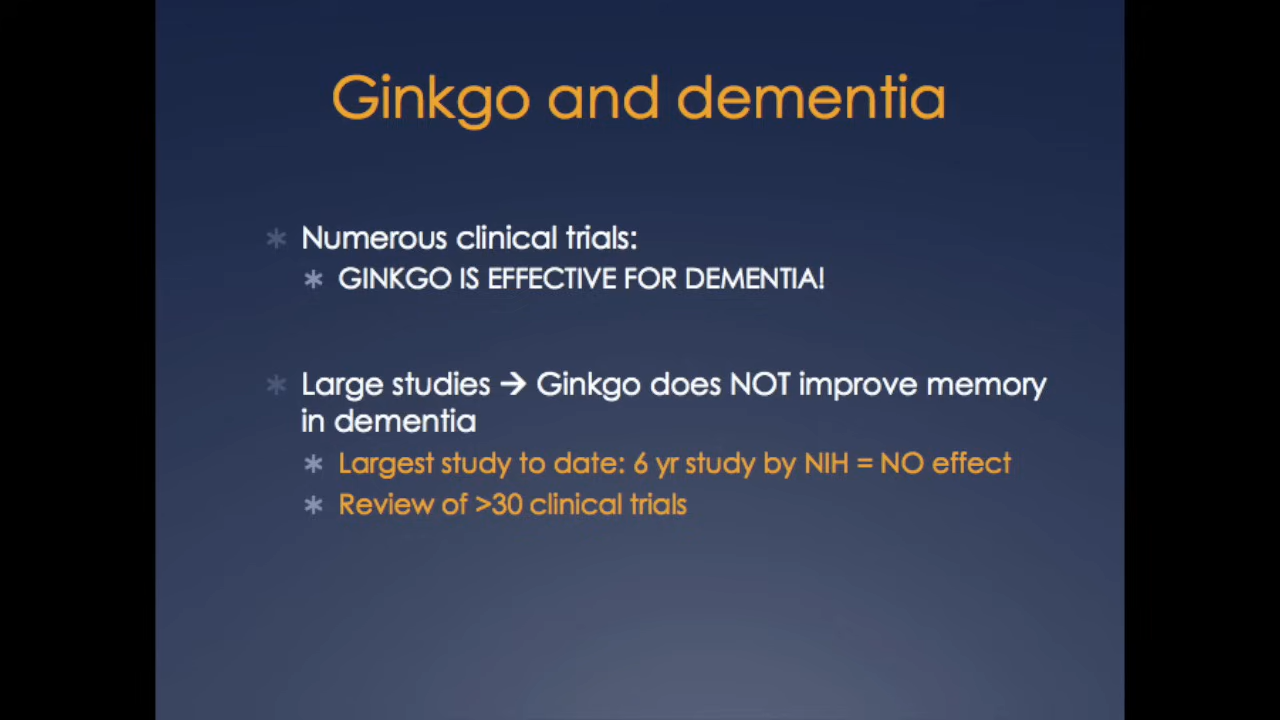 Ginkgo and dementia
* Numerous clinical trials:
* GINKGO IS EFFECTIVE FOR DEMENTIA!
* Large studies → Ginkgo does NOT improve memory
in dementia
* Largest study to date: 6 yr study by NIH = NO effect
* Review of >30 clinical trials